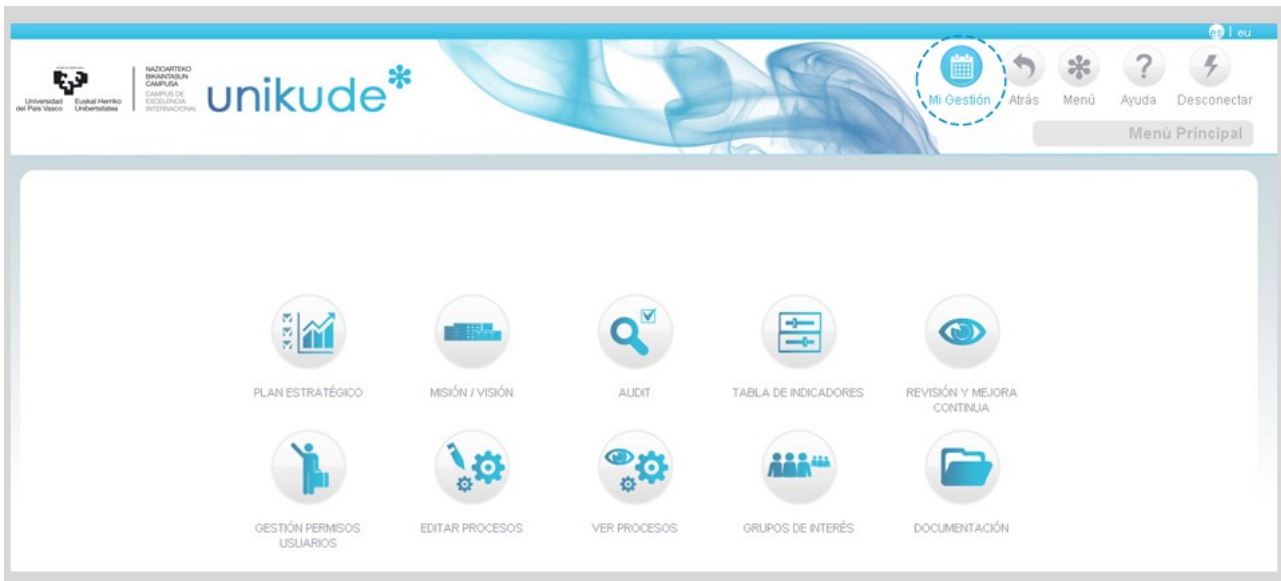 es | eu
Universidad del País Vasco
Euskal Herriko Unibertsitatea
NAZIOARTEKO
BIKAINTASUN
CAMPUSA
CAMPUS DE
EXCELENCIA
INTERNACIONAL
unikude*
Mi Gestión Atrás Menú Ayuda Desconectar
Menú Principal
PLAN ESTRATÉGICO MISIÓN / VISIÓN AUDIT TABLA DE INDICADORES REVISIÓN Y MEJORA
CONTINUA
GESTIÓN PERMISOS
USUARIOS
EDITAR PROCESOS VER PROCESOS GRUPOS DE INTERÉS DOCUMENTACIÓN